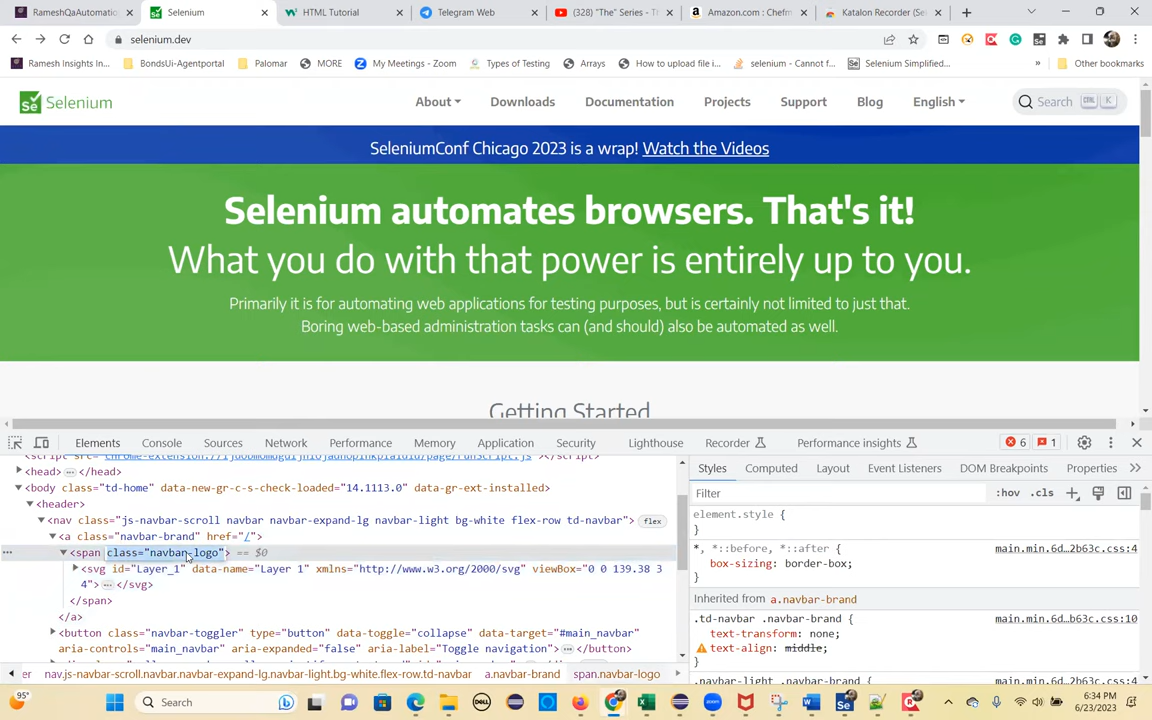 RameshQaAutomatio
Selenium
HTML Tutorial
Telegram Web
(328) "The" Series - Th
Amazon.com : Chefm
Katalon Recorder (Sel
selenium.dev
Ramesh Insights In...
BondsUi-Agentportal
Palomar
MORE
My Meetings - Zoom
Types of Testing
Arrays
How to upload file i...
selenium - Cannot f...
Selenium Simplified...
»
Other bookmarks
Se Selenium
About
Downloads
Documentation
Projects
Support
Blog
English
Search CTRL K
SeleniumConf Chicago 2023 is a wrap! Watch the Videos
Selenium automates browsers. That's it!
What you do with that power is entirely up to you.
Primarily it is for automating web applications for testing purposes, but is certainly not limited to just that.
Boring web-based administration tasks can (and should) also be automated as well.
Getting Started
Elements
Console
Sources
Network
Performance
Memory
Application
Security
Lighthouse
Recorder
Performance insights
6
1
<head> ⋯ </head>
<body class="td-home" data-new-gr-c-s-check-loaded="14.1113.0" data-gr-ext-installed>
<header>
<nav class="js-navbar-scroll navbar navbar-expand-lg navbar-light bg-white flex-row td-navbar"> flex
<a class="navbar-brand" href="/">
<span class="navbar-logo"> == $0
<svg id="Layer_1" data-name="Layer 1" xmlns="http://www.w3.org/2000/svg" viewBox="0 0 139.38 3
4"> ⋯ </svg>
</span>
</a>
<button class="navbar-toggler" type="button" data-toggle="collapse" data-target="#main_navbar"
aria-controls="main_navbar" aria-expanded="false" aria-label="Toggle navigation"> ⋯ </button>
er
nav.js-navbar-scroll.navbar.navbar-expand-lg.navbar-light.bg-white.flex-row.td-navbar
a.navbar-brand
span.navbar-logo
Styles
Computed
Layout
Event Listeners
DOM Breakpoints
Properties
»
Filter
:hov
.cls
element.style {
}
*, *::before, *::after {
main.min.6d…2b63c.css:4
box-sizing: border-box;
}
Inherited from a.navbar-brand
.td-navbar .navbar-brand {
main.min.6d…b63c.css:10
text-transform: none;
text-align: middle;
}
95°
Search
DELL
6:34 PM
6/23/2023